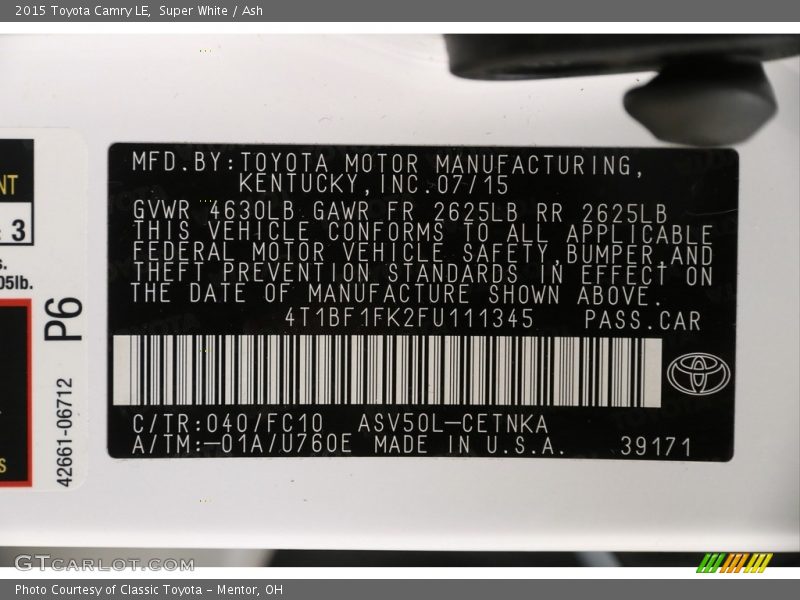 2015 Toyota Camry LE, Super White / Ash
MFD.BY:TOYOTA MOTOR MANUFACTURING,
KENTUCKY,INC.07/15
GVWR 4630LB GAWR FR 2625LB RR 2625LB
THIS VEHICLE CONFORMS TO ALL APPLICABLE
FEDERAL MOTOR VEHICLE SAFETY,BUMPER,AND
THEFT PREVENTION STANDARDS IN EFFECT ON
THE DATE OF MANUFACTURE SHOWN ABOVE.
4T1BF1FK2FU111345 PASS.CAR
C/TR:040/FC10 ASV50L-CETNKA
A/TM:-01A/U760E MADE IN U.S.A. 39171
NT
3
05lb.
P6
42661-06712
GTCARLOT.COM
Photo Courtesy of Classic Toyota - Mentor, OH